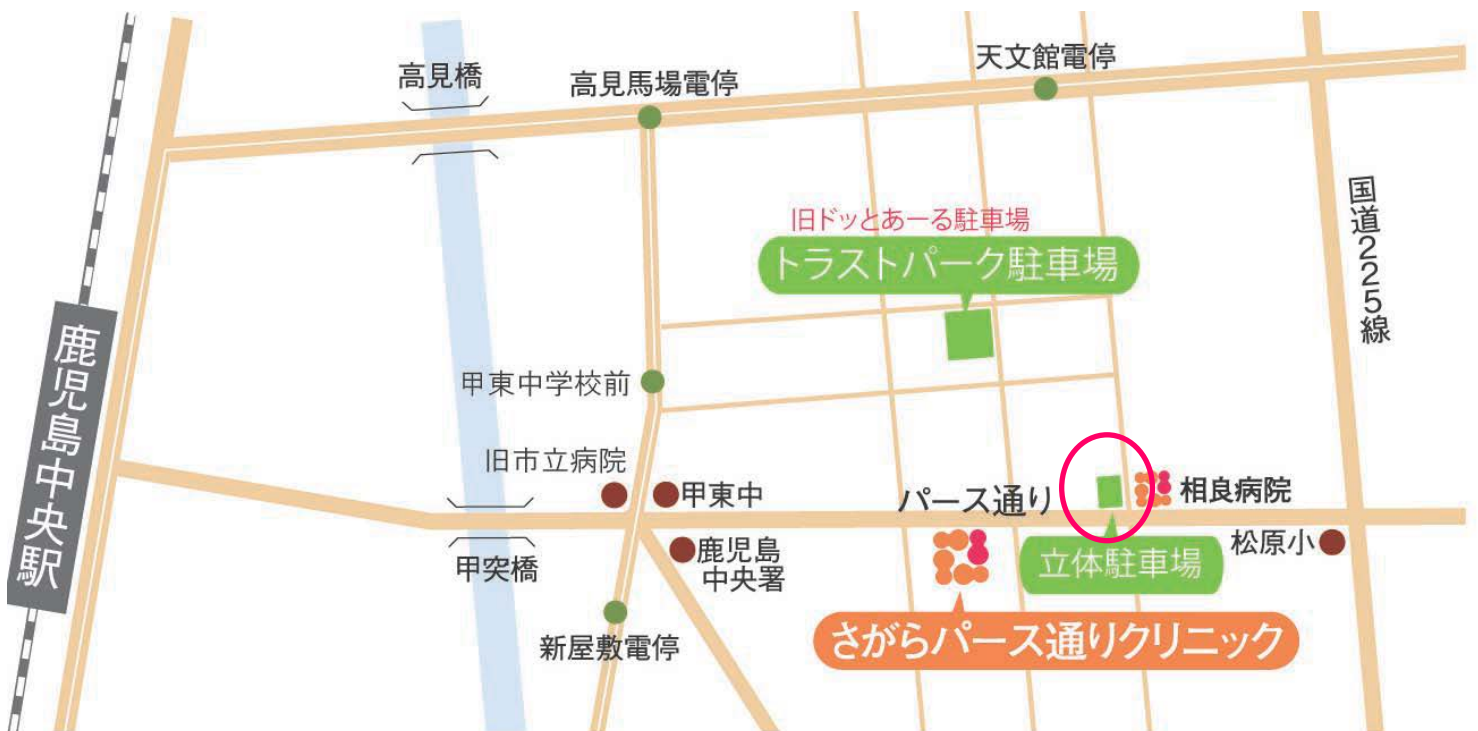 天文館電停
高見橋
高見馬場電停
国道225線
旧ドッとあーる駐車場
トラストパーク駐車場
鹿児島中央駅
甲東中学校前
旧市立病院
甲東中
パース通り
相良病院
鹿児島
中央署
立体駐車場
松原小
甲突橋
さがらパース通りクリニック
新屋敷電停